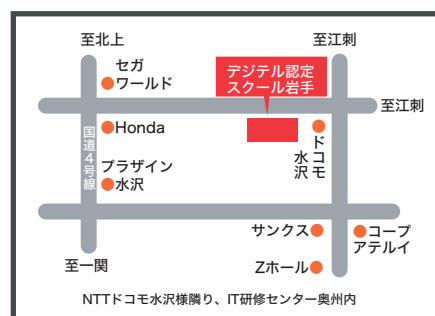 至北上
至江刺
セガ
ワールド
デジテル認定
スクール岩手
至江刺
国道4号線
Honda
ドコモ
水沢
プラザイン
水沢
サンクス
コープ
アテルイ
至一関
Zホール
NTTドコモ水沢様隣り、IT研修センター奥州内